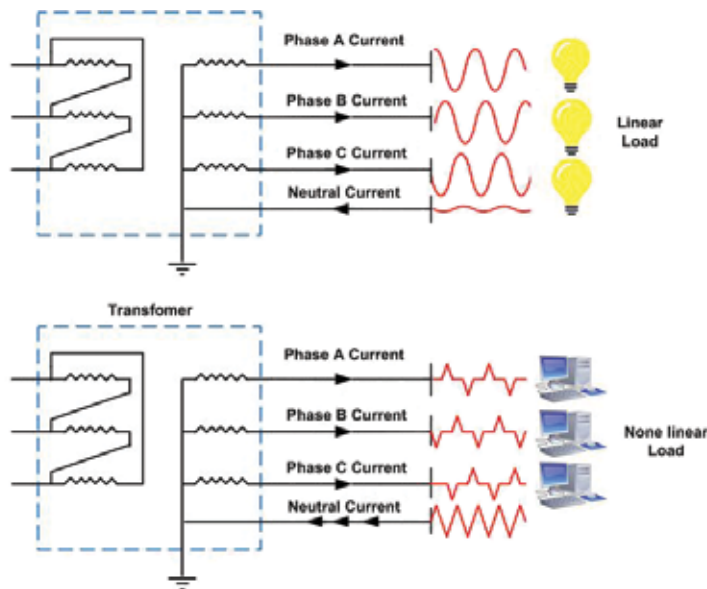 Phase A Current
Phase B Current
Linear
Load
Phase C Current
Neutral Current
Transfomer
Phase A Current
Phase B Current
None linear
Load
Phase C Current
Neutral Current